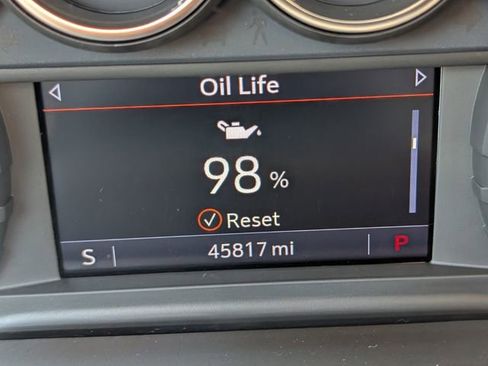 Oil Life
98 %
Reset
S 45817 mi P